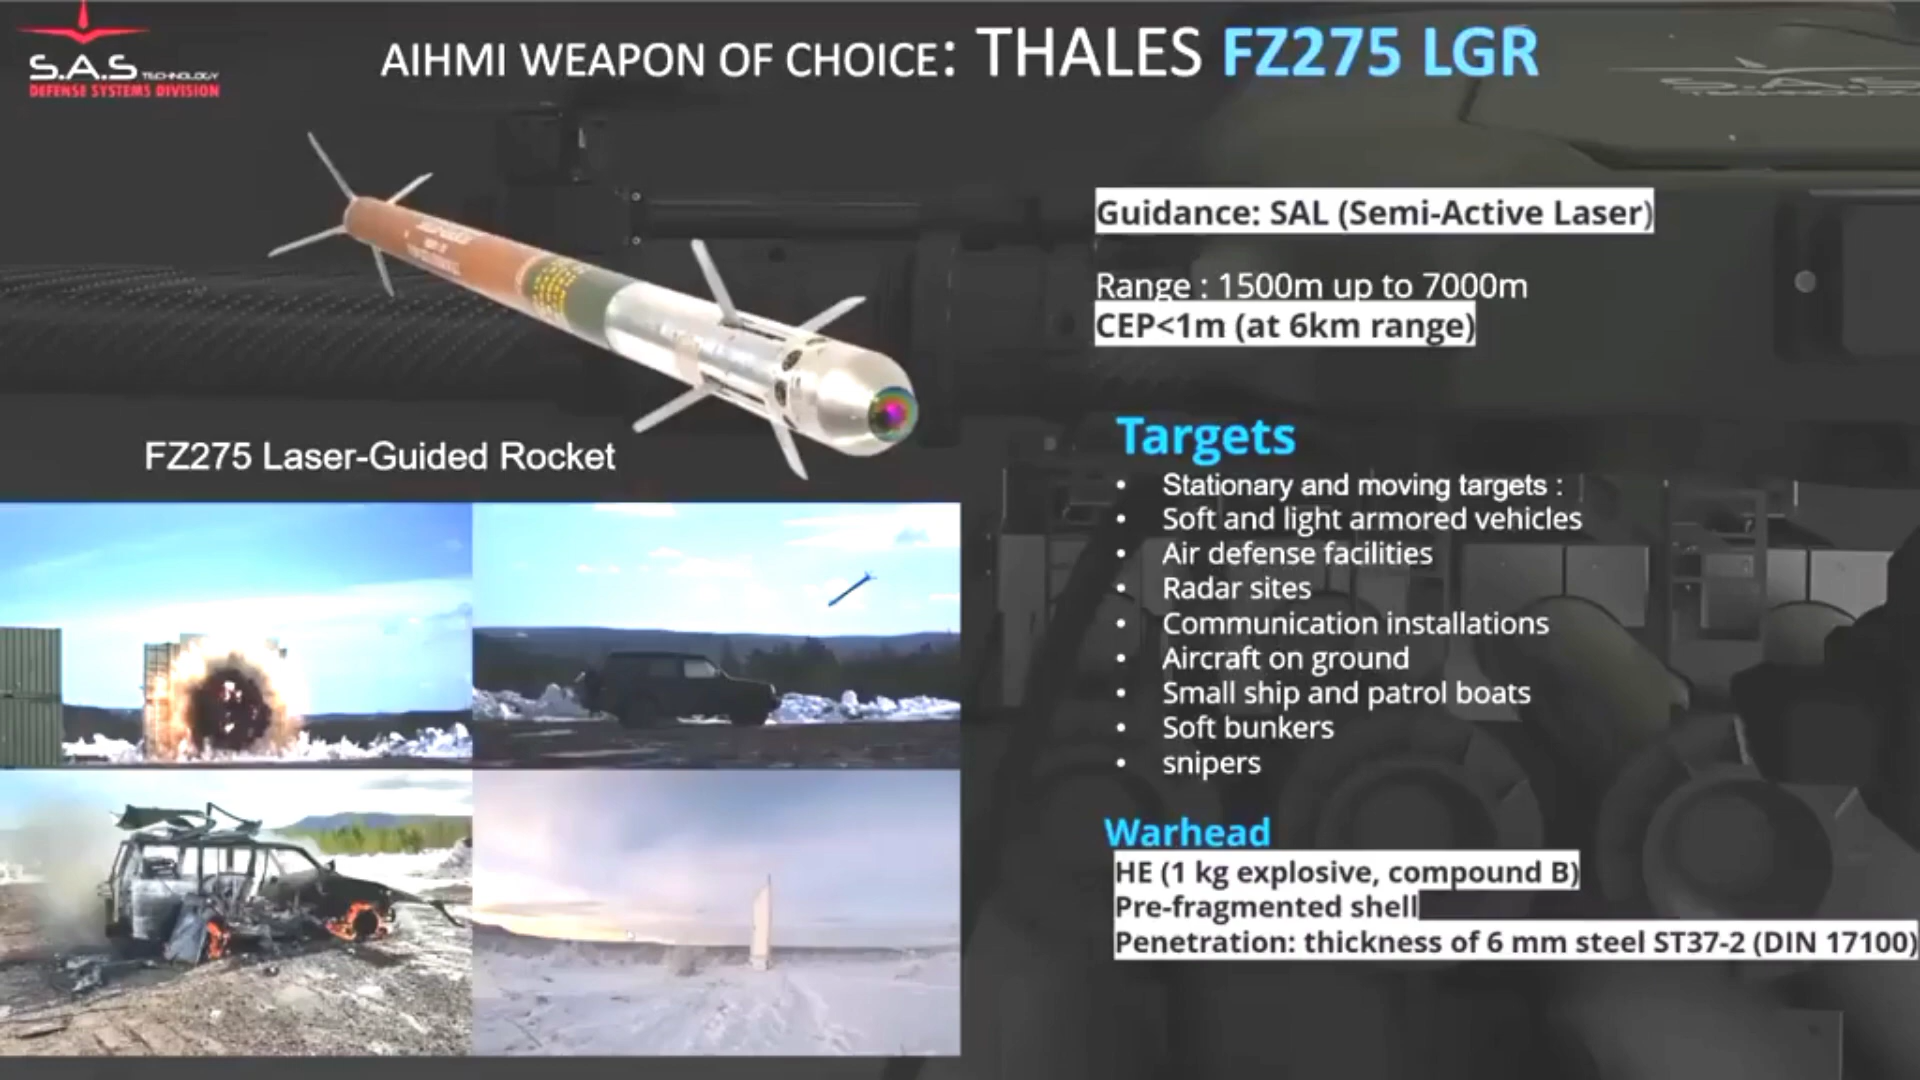 S.A.S TECHNOLOGY
DEFENSE SYSTEMS DIVISION
AIHMI WEAPON OF CHOICE: THALES FZ275 LGR
Guidance: SAL (Semi-Active Laser)
Range : 1500m up to 7000m
CEP<1m (at 6km range)
FZ275 Laser-Guided Rocket
Targets
• Stationary and moving targets :
• Soft and light armored vehicles
• Air defense facilities
• Radar sites
• Communication installations
• Aircraft on ground
• Small ship and patrol boats
• Soft bunkers
• snipers
Warhead
HE (1 kg explosive, compound B)
Pre-fragmented shell
Penetration: thickness of 6 mm steel ST37-2 (DIN 17100)